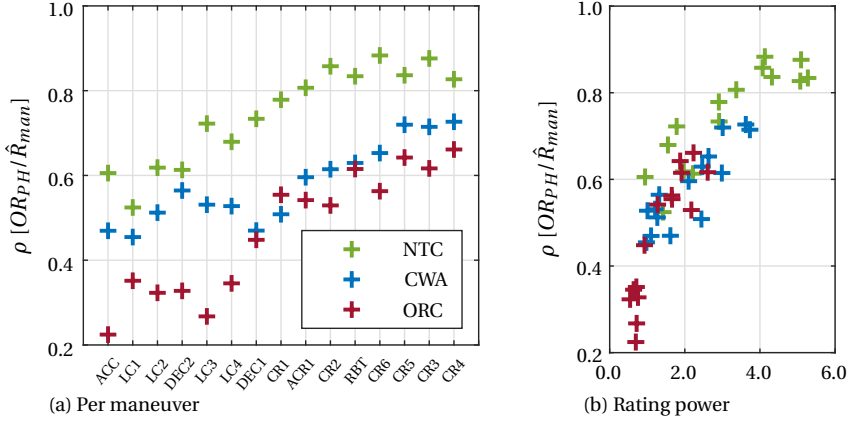 1.0
0.8
0.6
0.4
0.2
ρ [OR_PH/R̂_man]
NTC
CWA
ORC
ACC LC1 LC2 DEC2 LC3 LC4 DEC1 CR1 ACR1 CR2 RBT CR6 CR5 CR3 CR4
(a) Per maneuver
1.0
0.8
0.6
0.4
0.2
ρ [OR_PH/R̂_man]
0.0 2.0 4.0 6.0
(b) Rating power